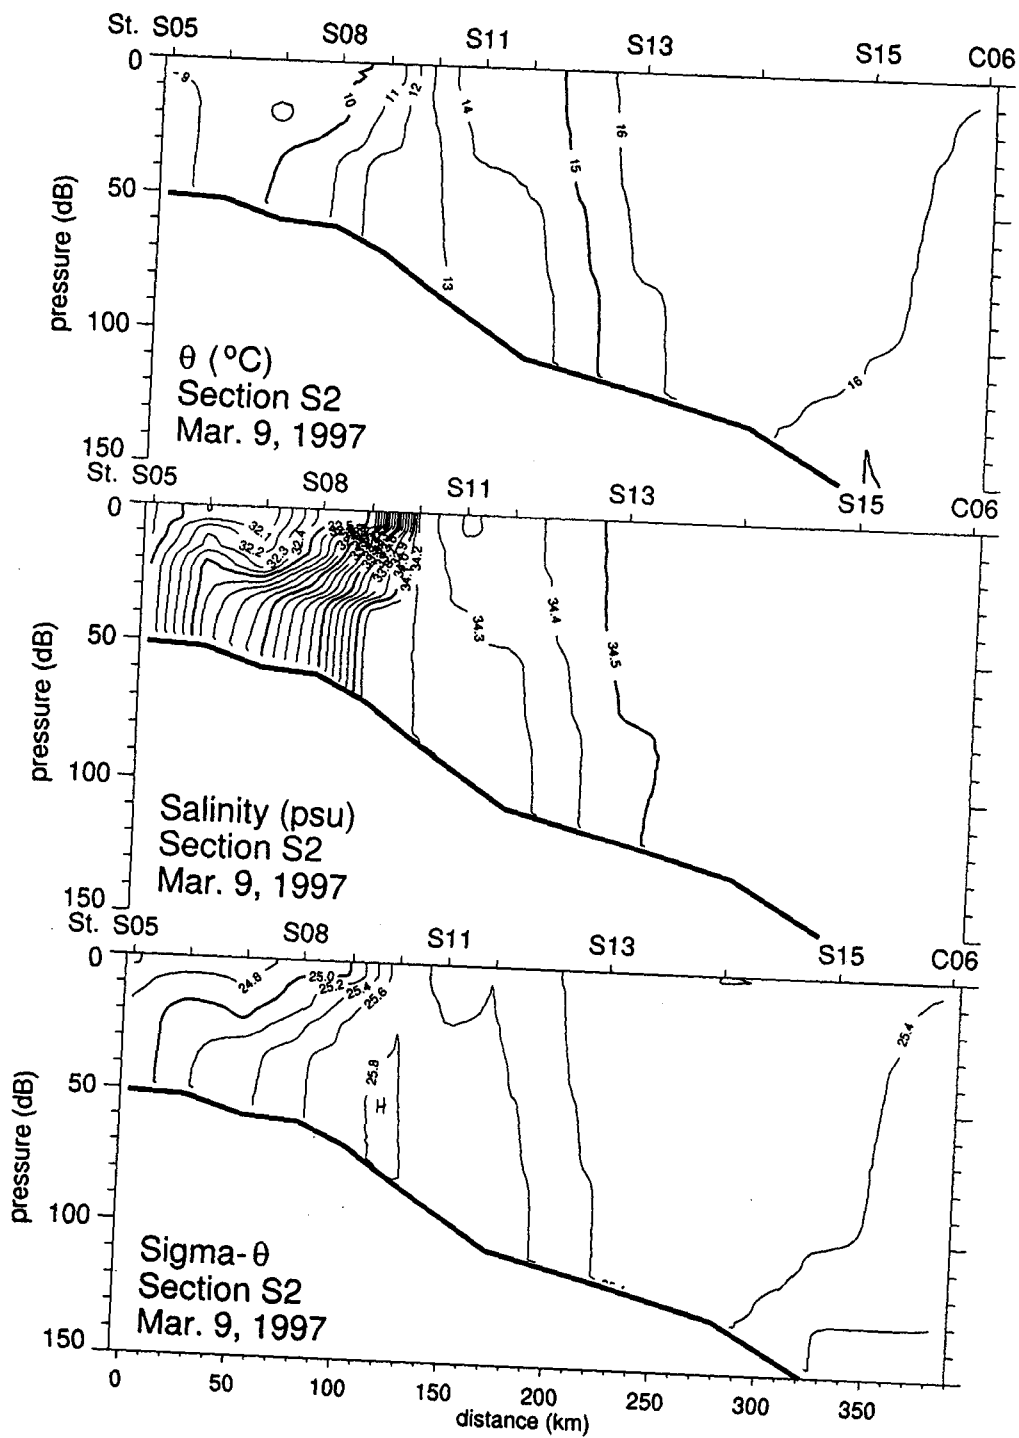 St. S05 S08 S11 S13 S15 C06
0
9 10 11 12 14 16
15
50
13
100
16
150
pressure (dB)
θ (ºC)
Section S2
Mar. 9, 1997
St. S05 S08 S11 S13 S15 C06
0
32.1 32.4 34.2
32.2 32.3
34.3 34.4
34.5
50
100
150
pressure (dB)
Salinity (psu)
Section S2
Mar. 9, 1997
St. S05 S08 S11 S13 S15 C06
0
24.8 25.0
25.2 25.4
25.6
25.4
25.8
H
50
100
150
pressure (dB)
Sigma-θ
Section S2
Mar. 9, 1997
0 50 100 150 200 250 300 350
distance (km)